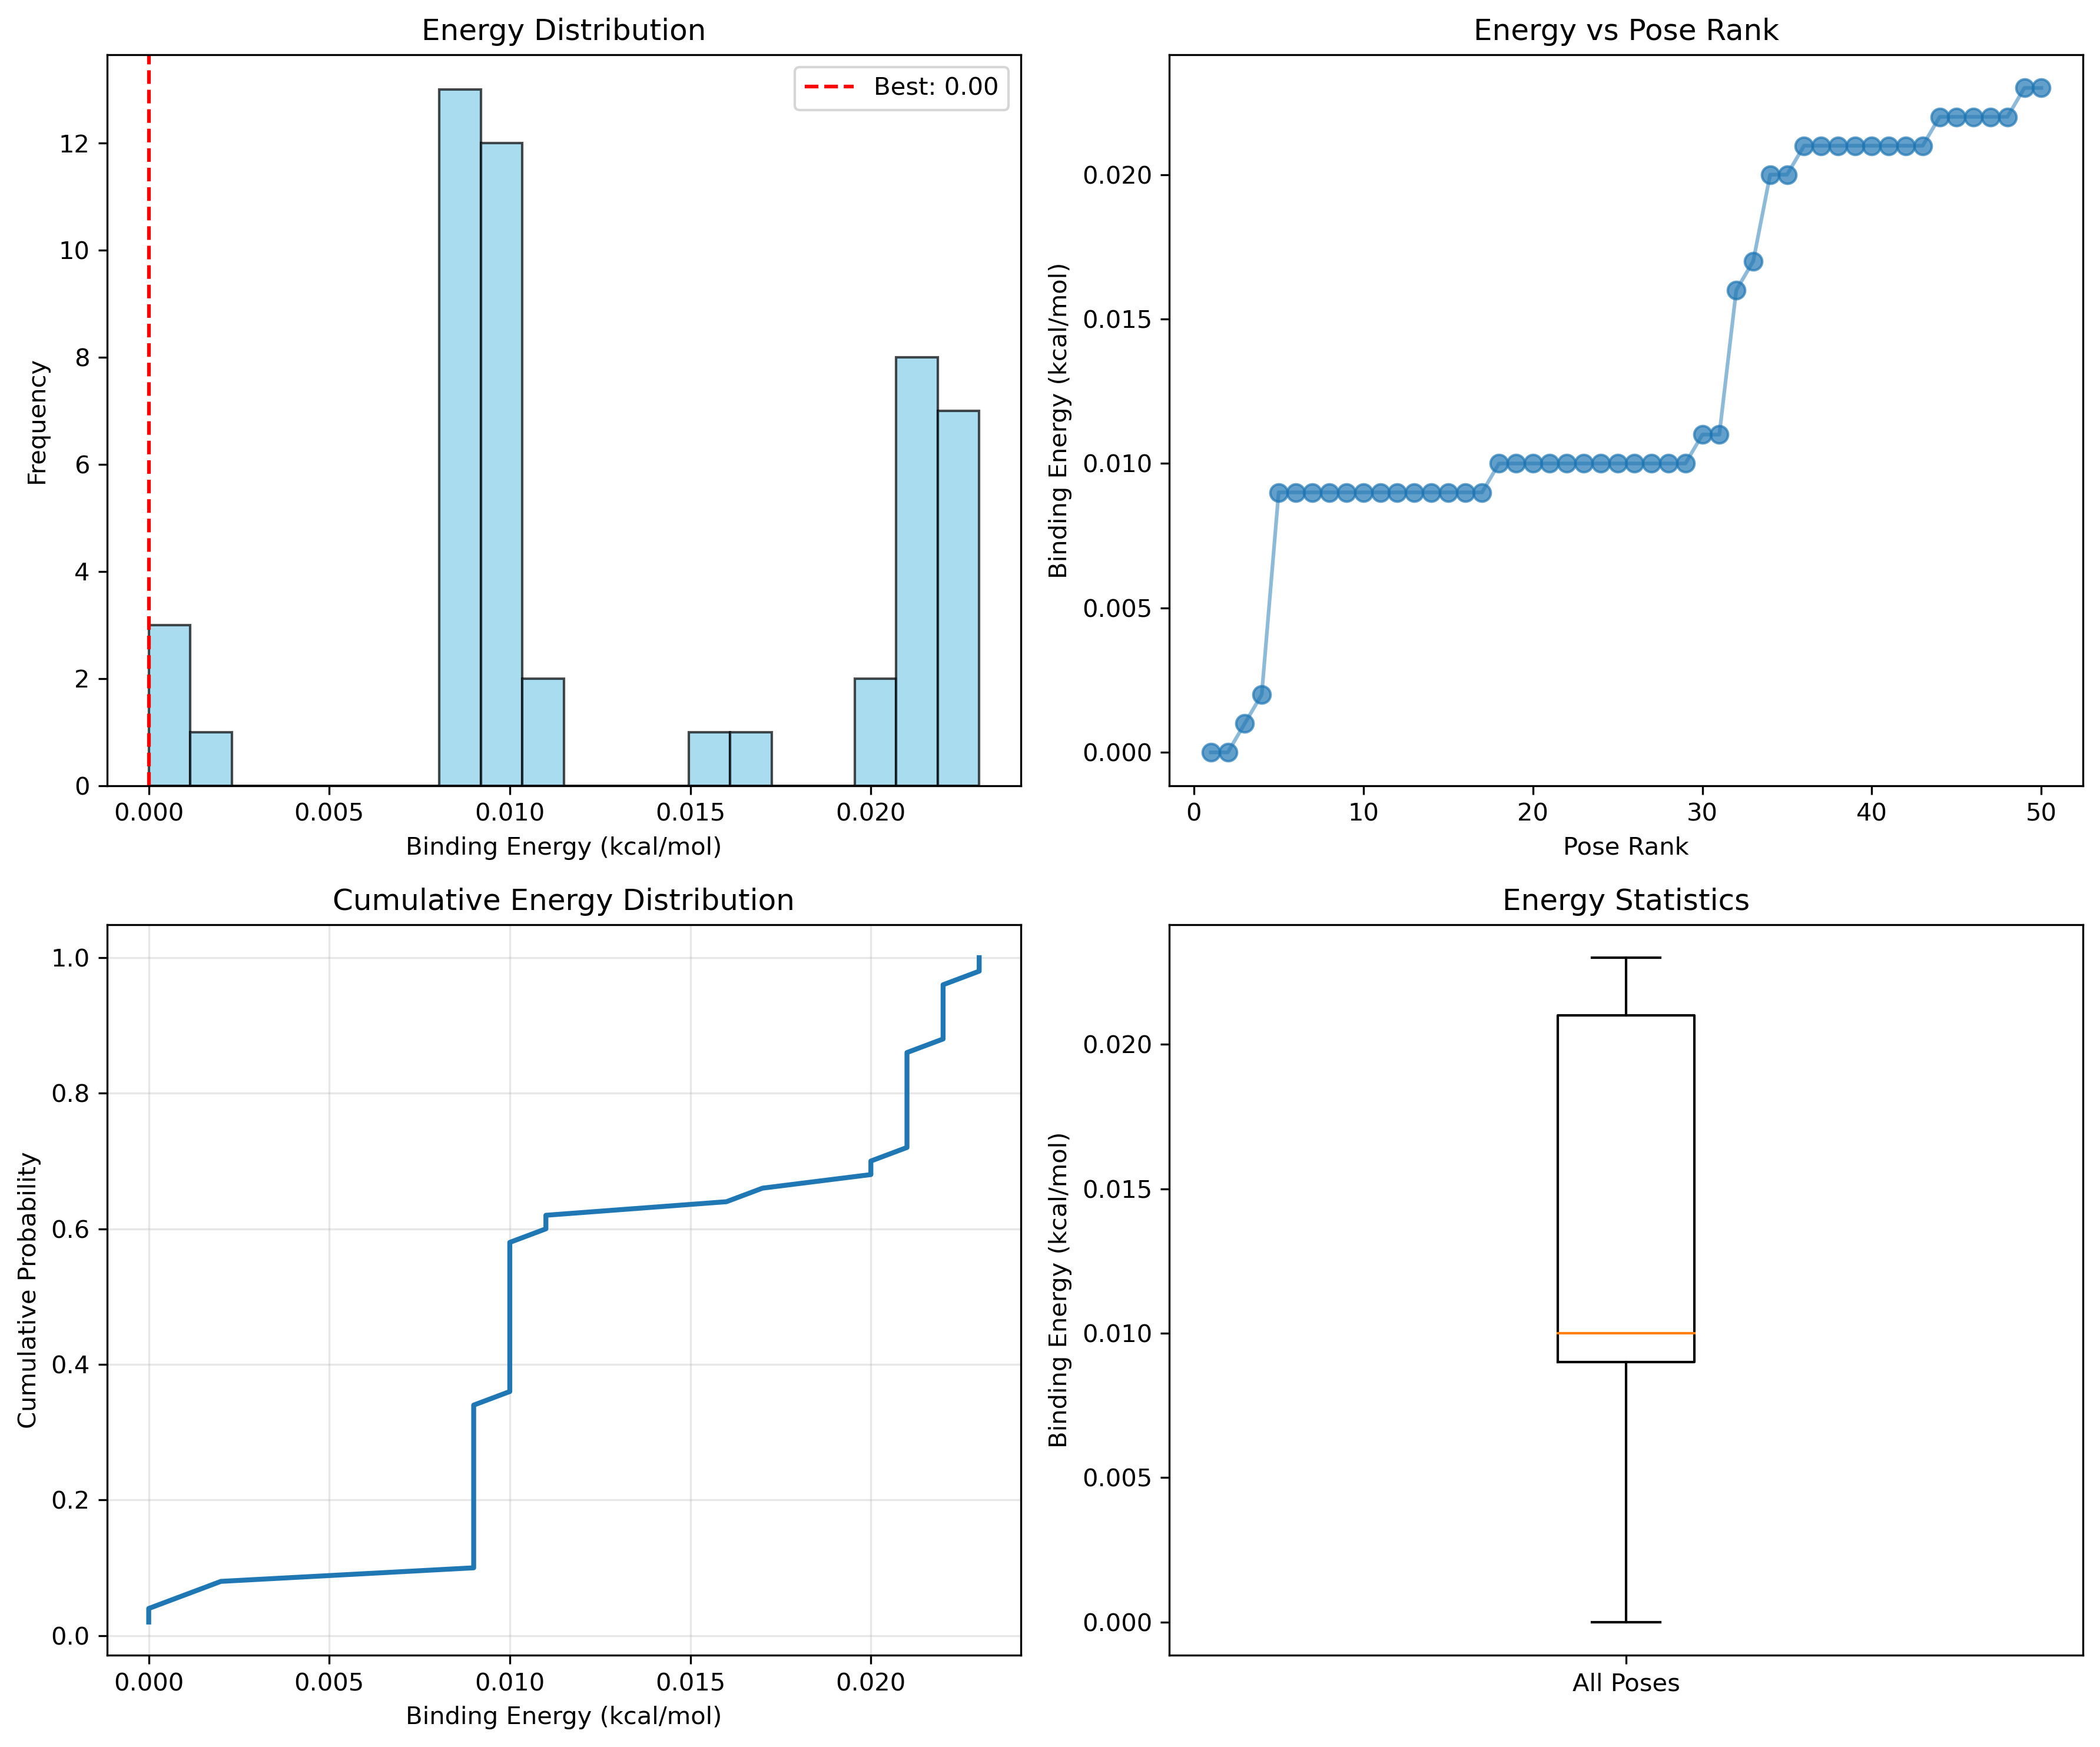 Energy Distribution
Best: 0.00
Frequency
12
10
8
6
4
2
0
0.000 0.005 0.010 0.015 0.020
Binding Energy (kcal/mol)
Energy vs Pose Rank
Binding Energy (kcal/mol)
0.020
0.015
0.010
0.005
0.000
0 10 20 30 40 50
Pose Rank
Cumulative Energy Distribution
Cumulative Probability
1.0
0.8
0.6
0.4
0.2
0.0
0.000 0.005 0.010 0.015 0.020
Binding Energy (kcal/mol)
Energy Statistics
Binding Energy (kcal/mol)
0.020
0.015
0.010
0.005
0.000
All Poses